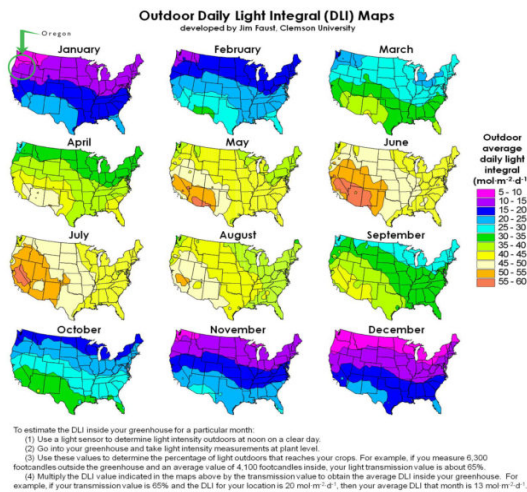 Outdoor Daily Light Integral (DLI) Maps
developed by Jim Faust, Clemson University
Oregon
January
February
March
April
May
June
July
August
September
October
November
December
Outdoor
average
daily light
integral
(mol·m-2·d-1
5 - 10
10 - 15
15 - 20
20 - 25
25 - 30
30 - 35
35 - 40
40 - 45
45 - 50
50 - 55
55 - 60
To estimate the DLI inside your greenhouse for a particular month:
(1) Use a light sensor to determine light intensity outdoors at noon on a clear day.
(2) Go into your greenhouse and take light intensity measurements at plant level.
(3) Use these values to determine the percentage of light outdoors that reaches your crops. For example, if you measure 6,300
footcandles outside the greenhouse and an average value of 4,100 footcandles inside, your light transmission value is about 65%.
(4) Multiply the DLI value indicated in the maps above by the transmission value to obtain the average DLI inside your greenhouse. For
example, if your transmission value is 65% and the DLI for your location is 20 mol·m-2·d-1, then your average DLI that month is 13 mol·m-2·d-1.